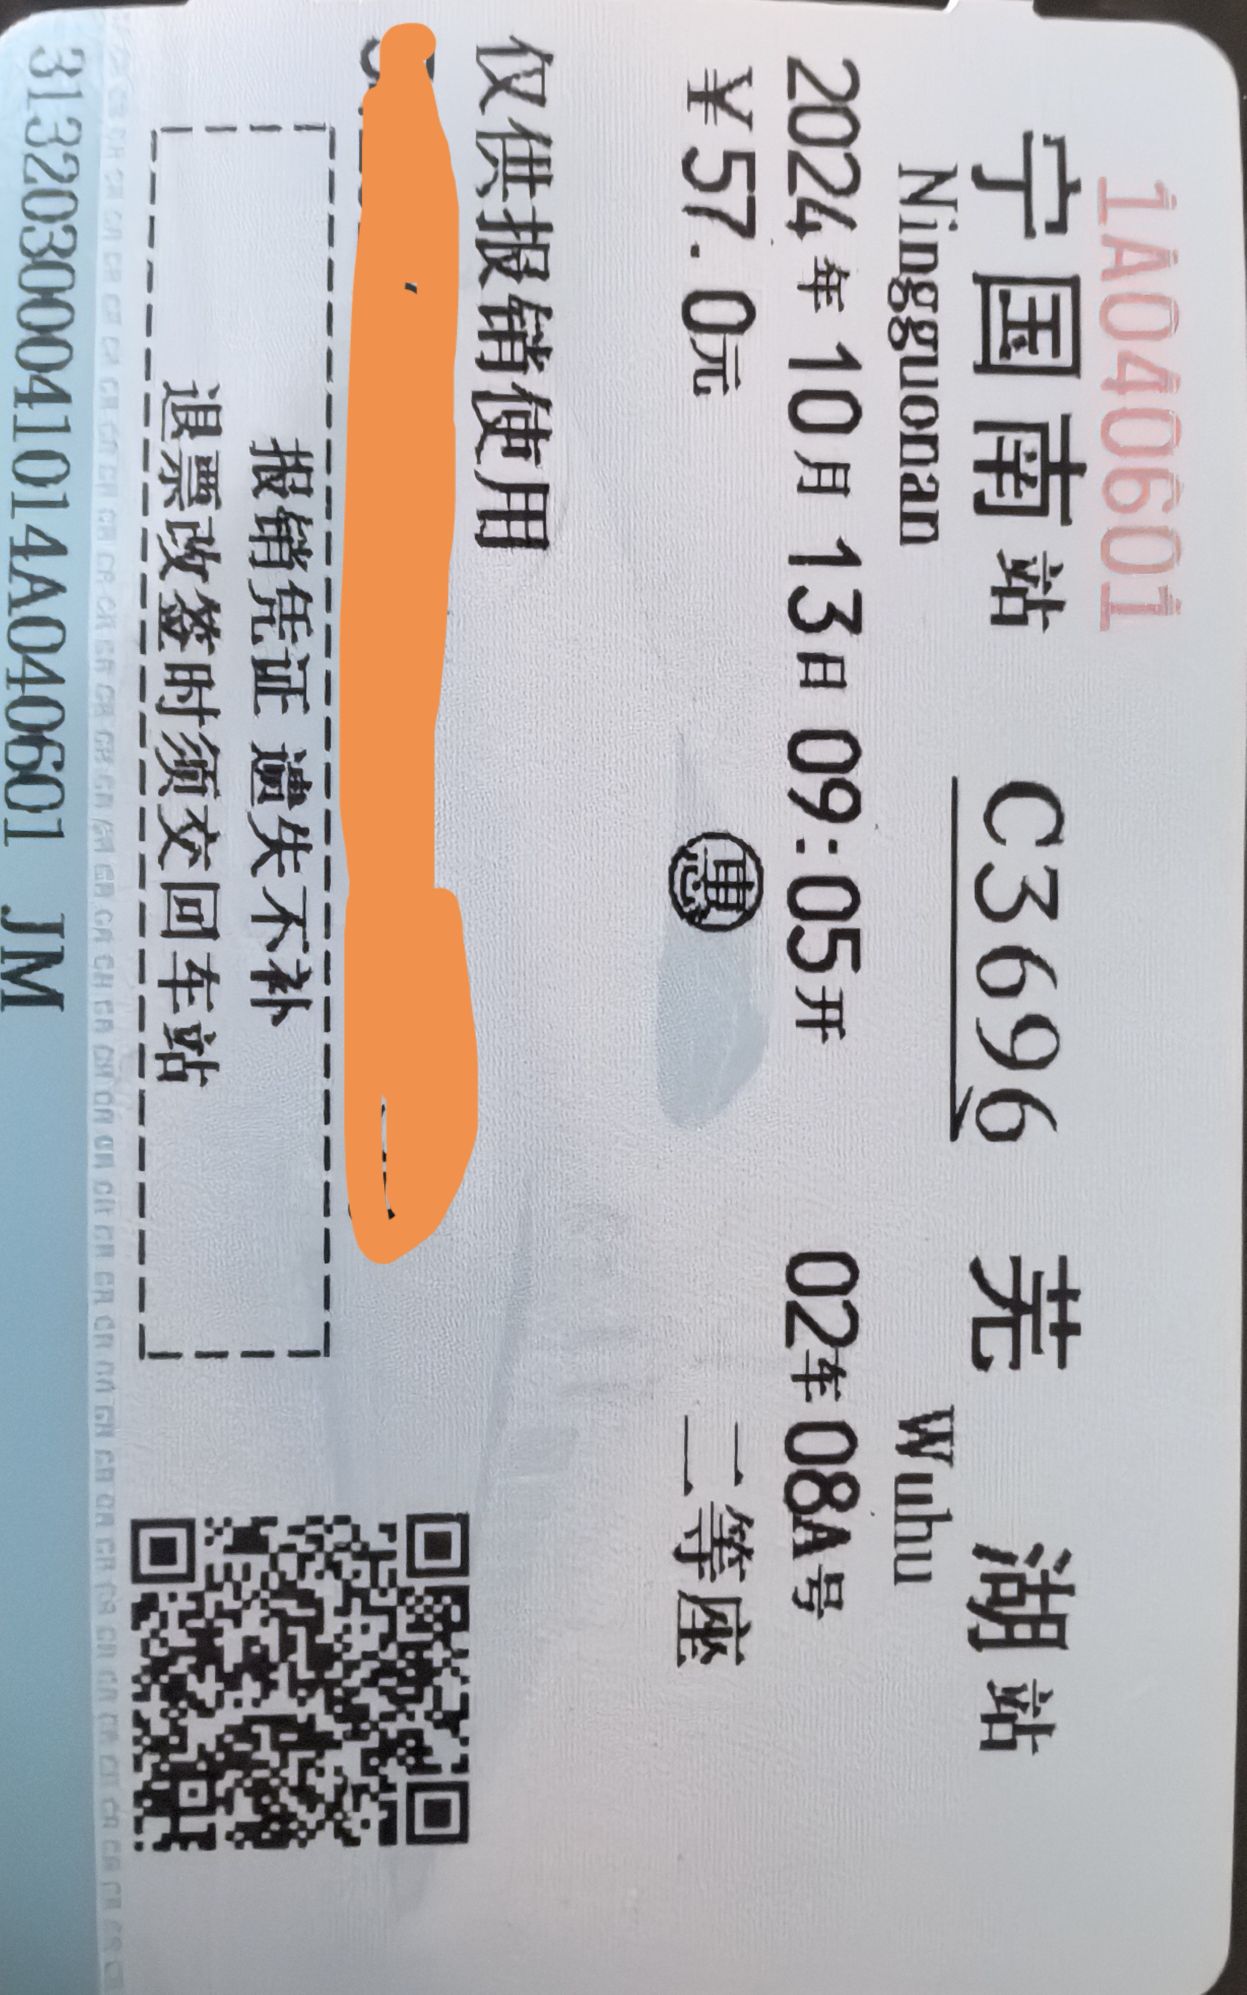 1A040601
宁国南站 C3696 芜湖站
Ningguonan Wuhu
2024年10月13日09:05开 02车08A号
￥57.0元 惠 二等座
仅供报销使用
报销凭证 遗失不补
退票改签时须交回车站
31320300041014A040601 JM